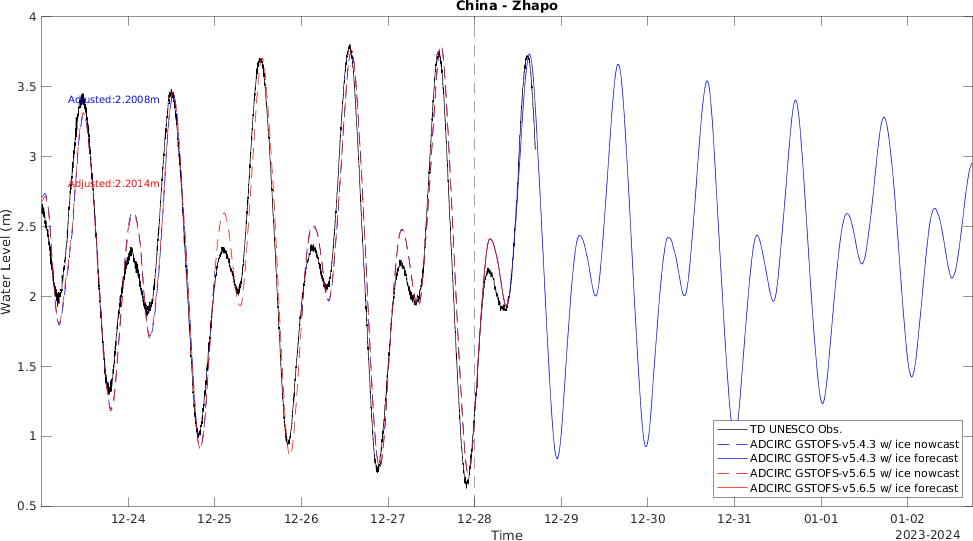 China - Zhapo
4
3.5
3
2.5
2
1.5
1
0.5
Water Level (m)
Adjusted:2.2008m
Adjusted:2.2014m
TD UNESCO Obs.
ADCIRC GSTOFS-v5.4.3 w/ ice nowcast
ADCIRC GSTOFS-v5.4.3 w/ ice forecast
ADCIRC GSTOFS-v5.6.5 w/ ice nowcast
ADCIRC GSTOFS-v5.6.5 w/ ice forecast
12-24 12-25 12-26 12-27 12-28 12-29 12-30 12-31 01-01 01-02
Time
2023-2024